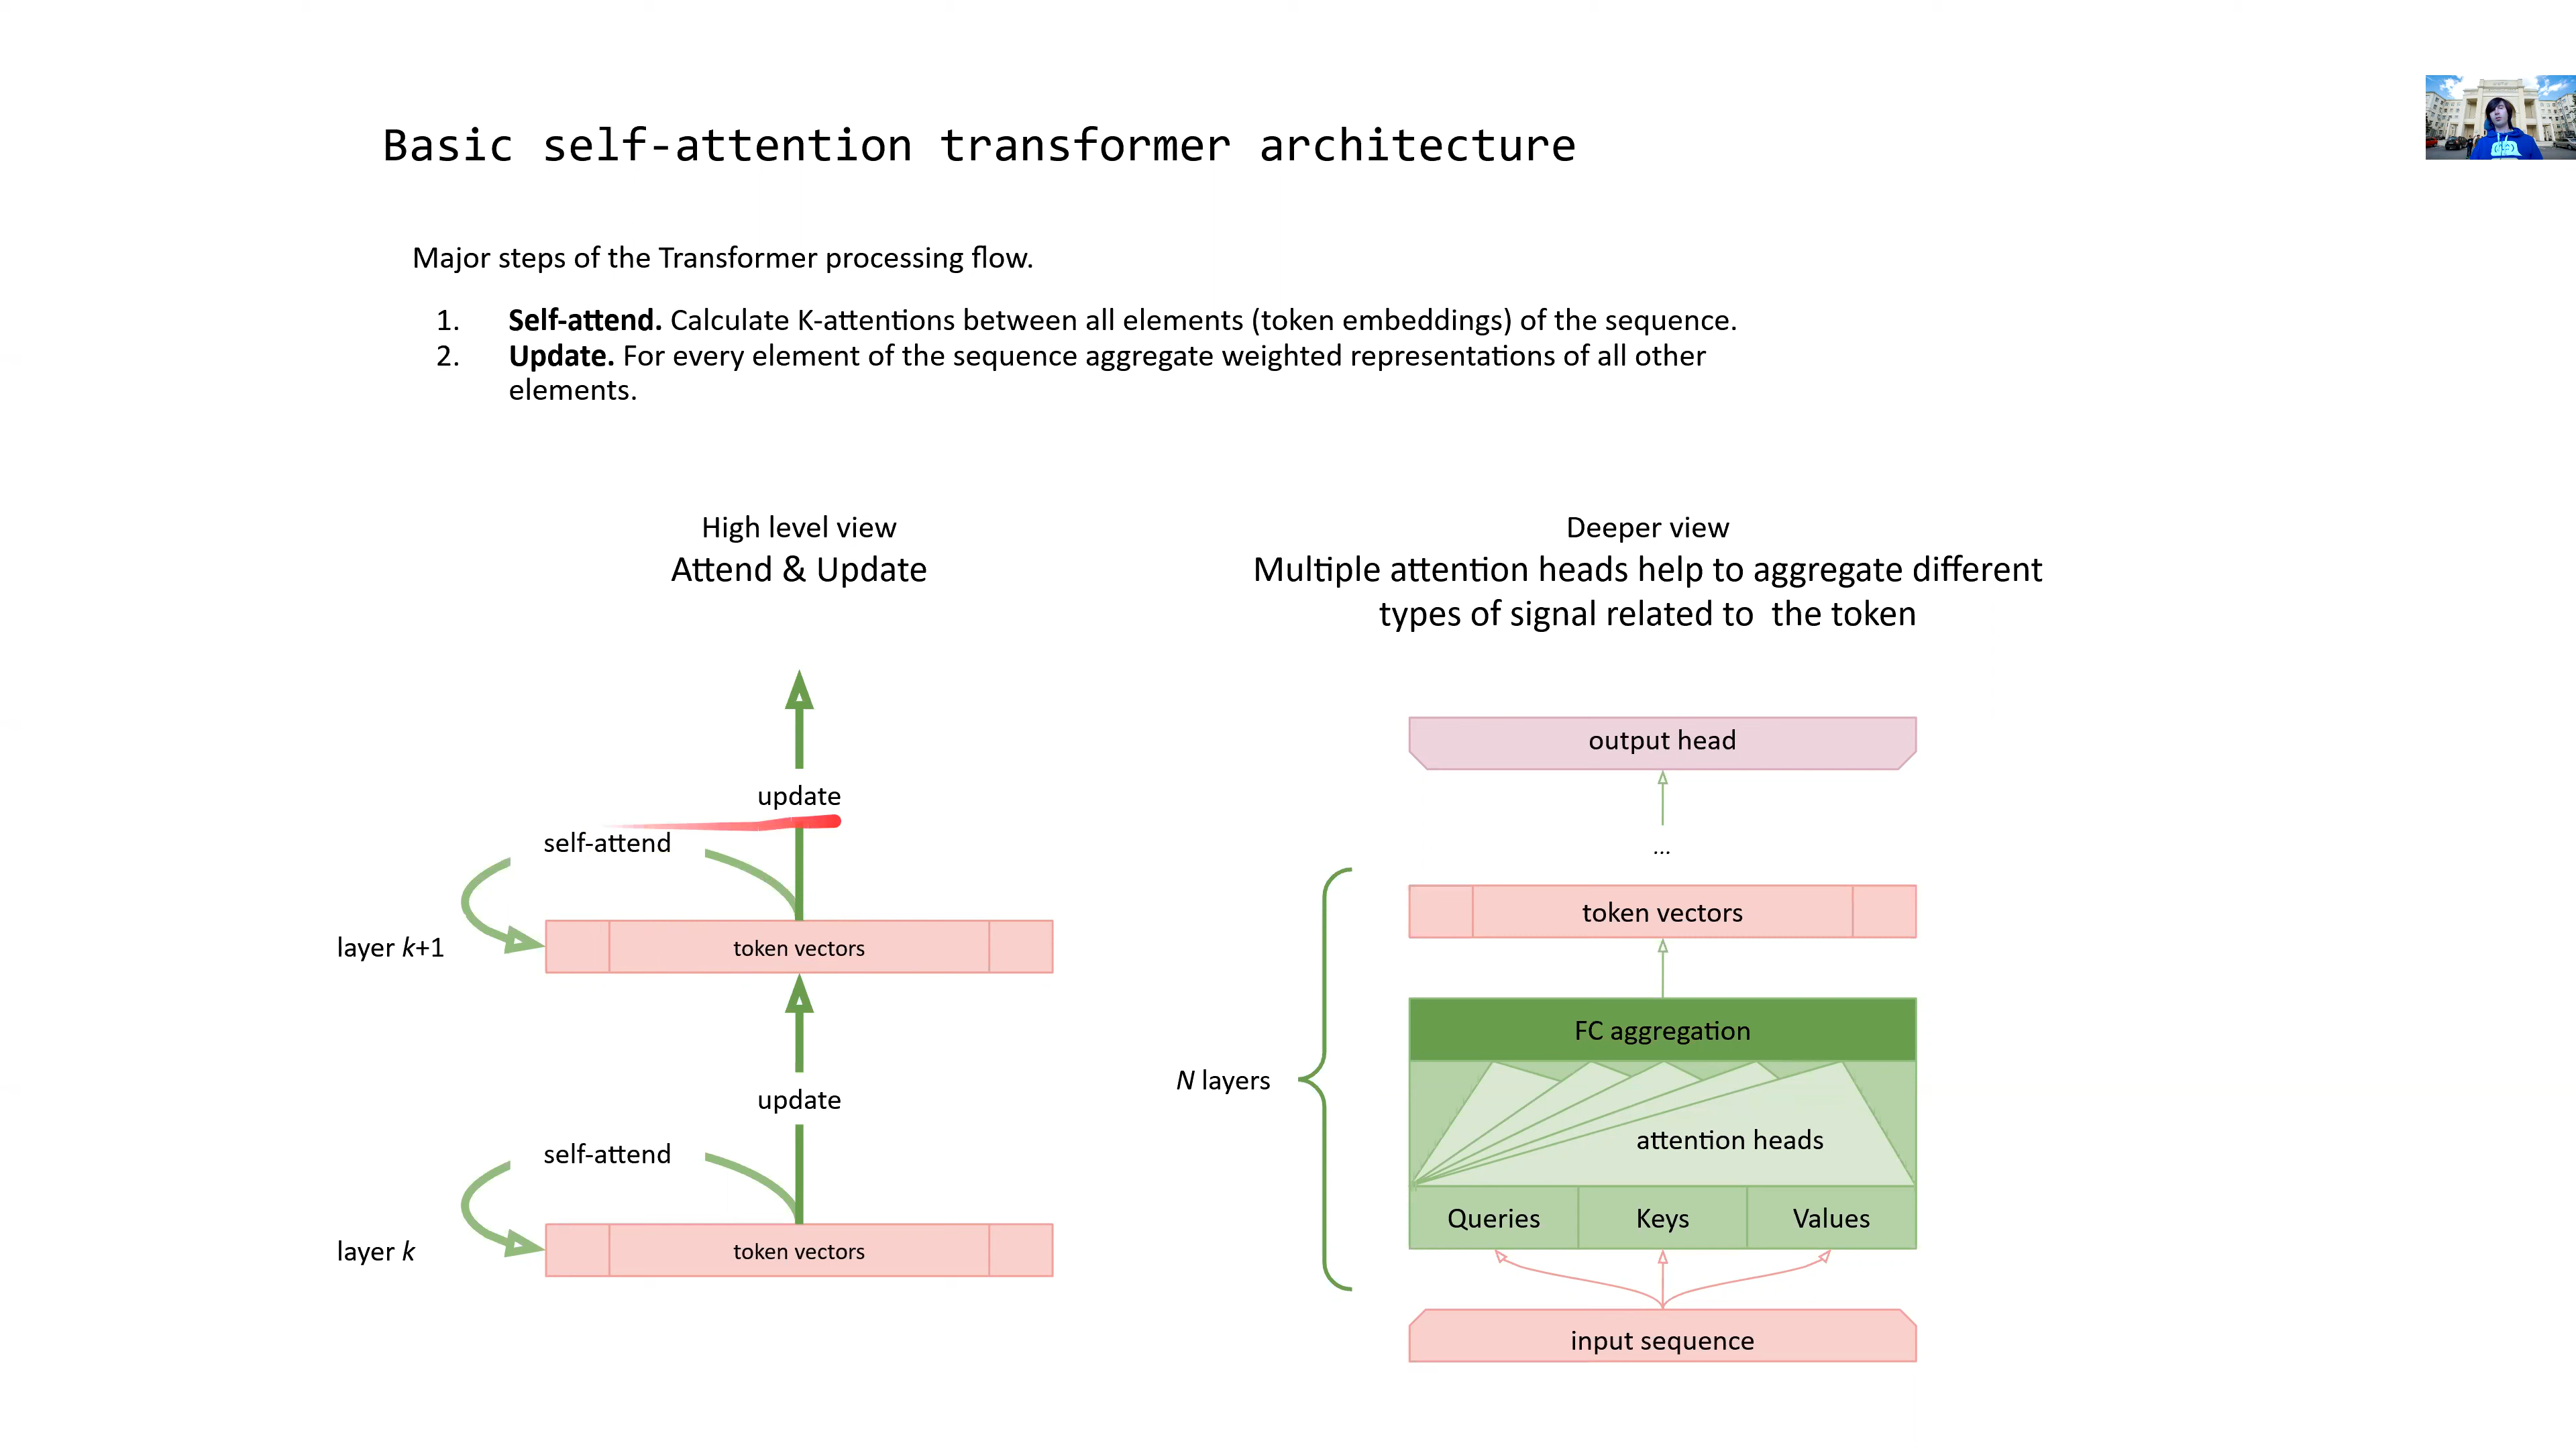 Basic self-attention transformer architecture
Major steps of the Transformer processing flow.
1. Self-attend. Calculate K-attentions between all elements (token embeddings) of the sequence.
2. Update. For every element of the sequence aggregate weighted representations of all other
elements.
High level view
Attend & Update
update
self-attend
layer k+1
token vectors
update
self-attend
layer k
token vectors
Deeper view
Multiple attention heads help to aggregate different
types of signal related to  the token
output head
...
token vectors
FC aggregation
N layers
attention heads
Queries Keys Values
input sequence